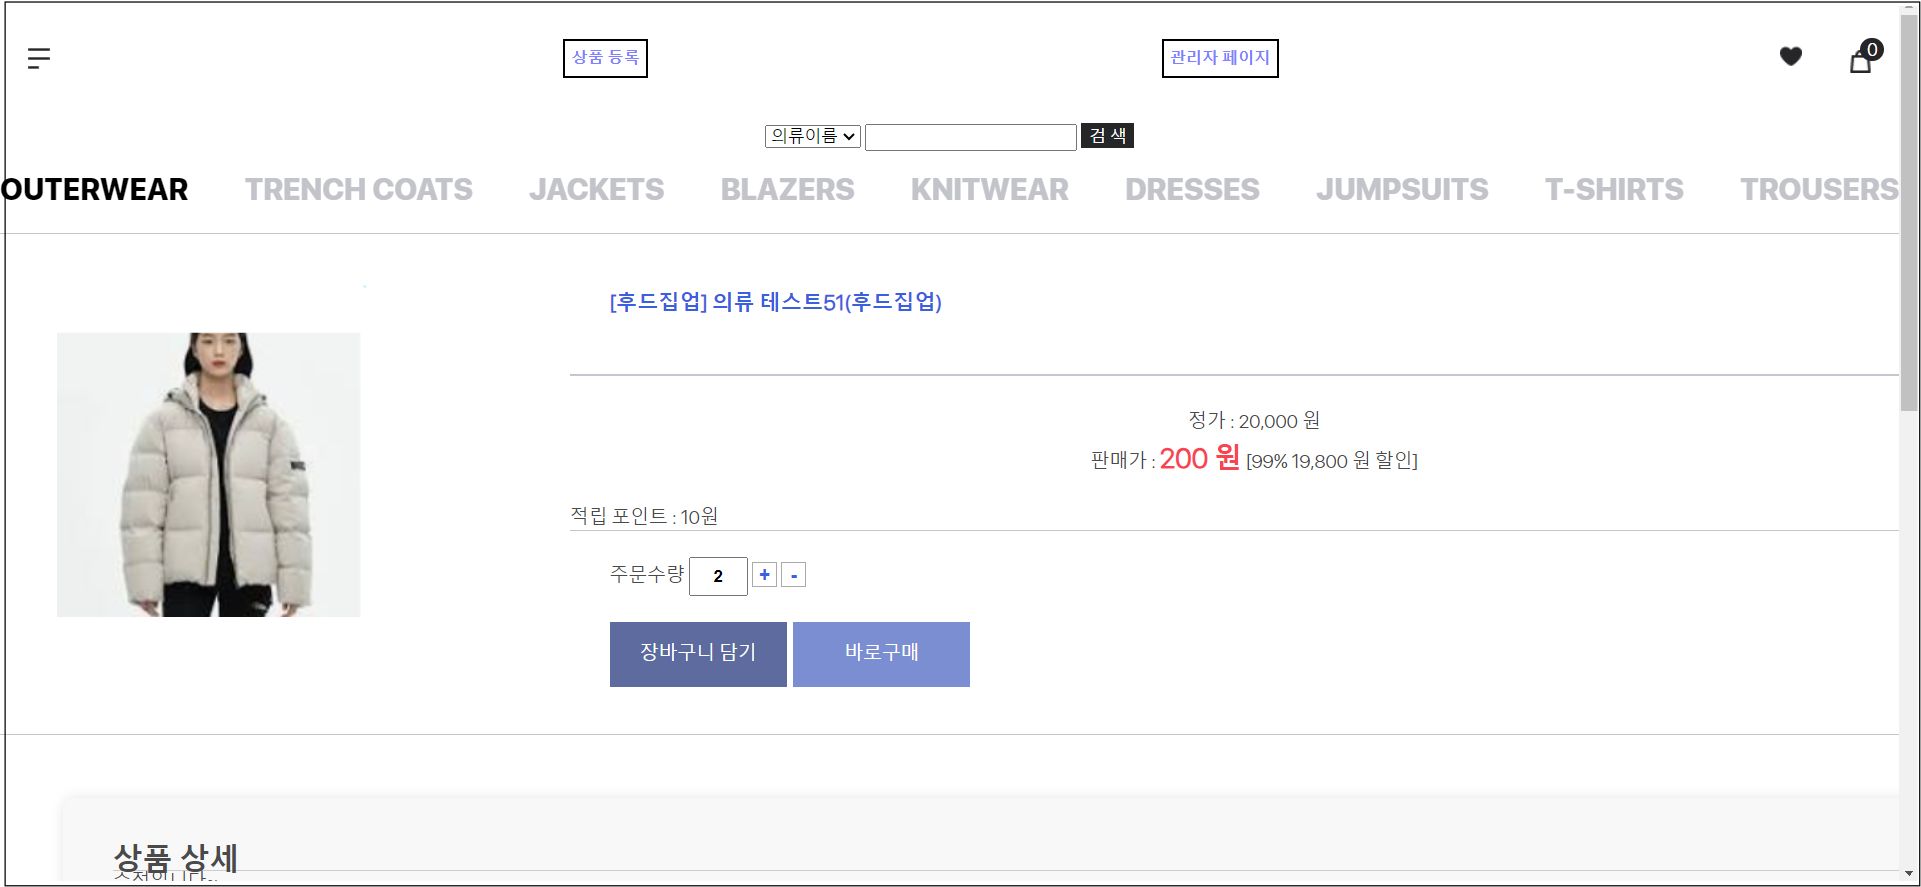 상품 등록
관리자 페이지
0
의류이름
검 색
OUTERWEAR TRENCH COATS JACKETS BLAZERS KNITWEAR DRESSES JUMPSUITS T-SHIRTS TROUSERS
[후드집업] 의류 테스트51(후드집업)
정가 : 20,000 원
판매가 : 200 원 [99% 19,800 원 할인]
적립 포인트 : 10원
주문수량 2 + -
장바구니 담기 바로구매
상품 상세